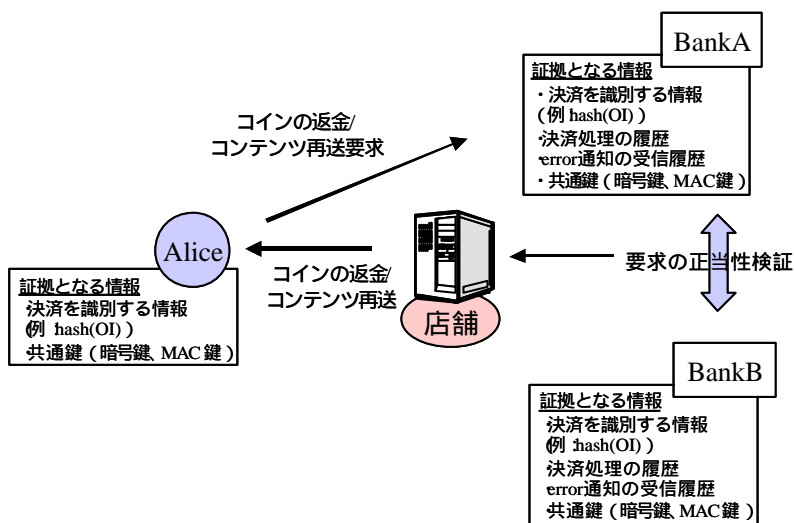 BankA
証拠となる情報
・決済を識別する情報
(例 hash(OI) )
・決済処理の履歴
・error通知の受信履歴
・共通鍵 ( 暗号鍵、MAC鍵 )
コインの返金/
コンテンツ再送要求
Alice
証拠となる情報
・決済を識別する情報
(例 hash(OI) )
・共通鍵 ( 暗号鍵、MAC鍵 )
コインの返金/
コンテンツ再送
店舗
要求の正当性検証
BankB
証拠となる情報
・決済を識別する情報
(例 :hash(OI) )
・決済処理の履歴
・error通知の受信履歴
・共通鍵 ( 暗号鍵、MAC鍵 )